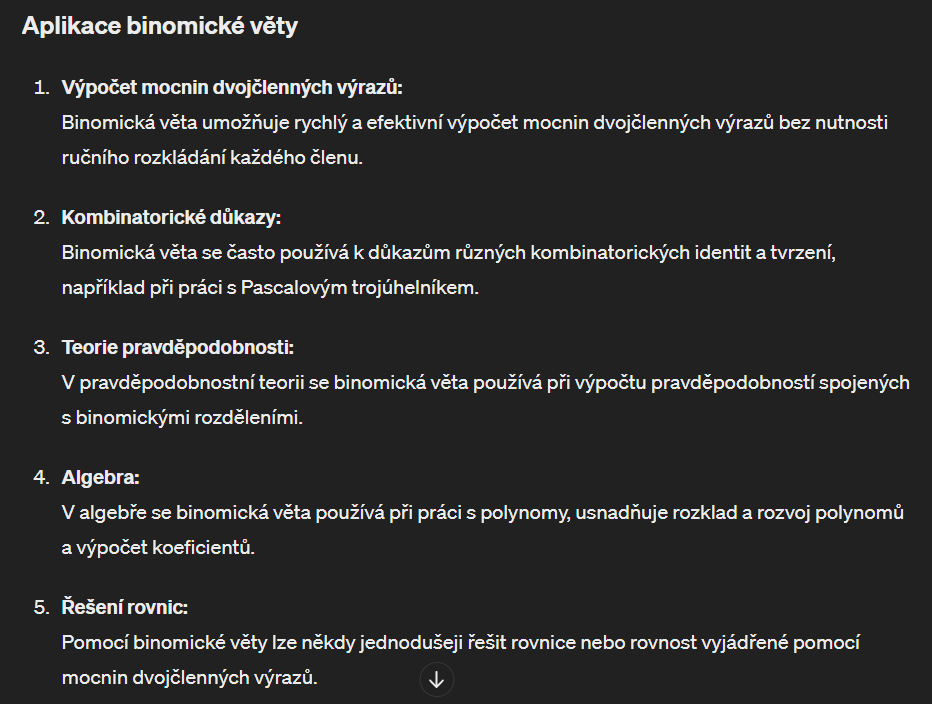 Aplikace binomické věty
1. Výpočet mocnin dvojčlenných výrazů:
Binomická věta umožňuje rychlý a efektivní výpočet mocnin dvojčlenných výrazů bez nutnosti
ručního rozkládání každého členu.
2. Kombinatorické důkazy:
Binomická věta se často používá k důkazům různých kombinatorických identit a tvrzení,
například při práci s Pascalovým trojúhelníkem.
3. Teorie pravděpodobnosti:
V pravděpodobnostní teorii se binomická věta používá při výpočtu pravděpodobností spojených
s binomickými rozděleními.
4. Algebra:
V algebře se binomická věta používá při práci s polynomy, usnadňuje rozklad a rozvoj polynomů
a výpočet koeficientů.
5. Řešení rovnic:
Pomocí binomické věty lze někdy jednodušeji řešit rovnice nebo rovnost vyjádřené pomocí
mocnin dvojčlenných výrazů.